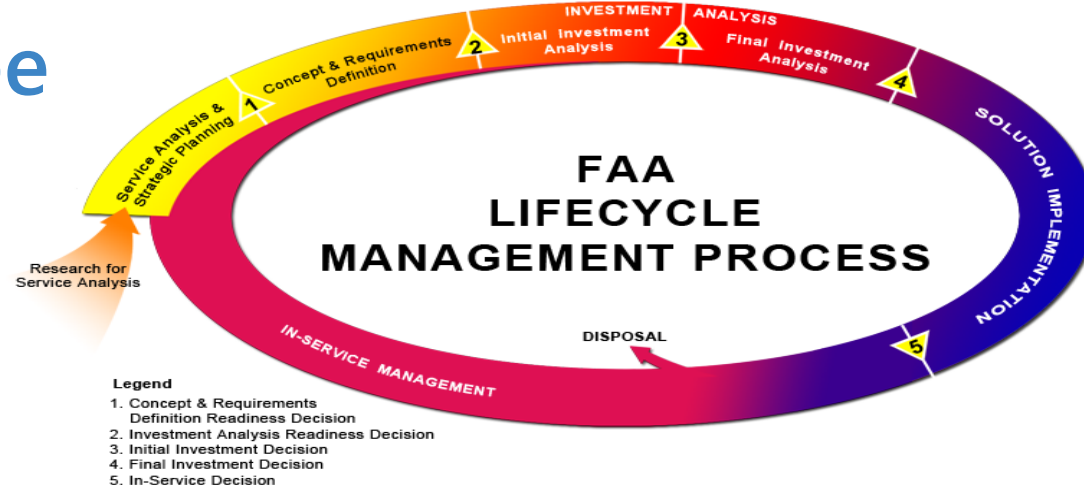 e
INVESTMENT ANALYSIS
Initial Investment
Analysis
Final Investment
Analysis
Concept & Requirements
Definition
Service Analysis &
Strategic Planning
1
2
3
4
SOLUTION IMPLEMENTATION
FAA
LIFECYCLE
MANAGEMENT PROCESS
Research for
Service Analysis
DISPOSAL
5
IN-SERVICE MANAGEMENT
Legend
1. Concept & Requirements
Definition Readiness Decision
2. Investment Analysis Readiness Decision
3. Initial Investment Decision
4. Final Investment Decision
5. In-Service Decision